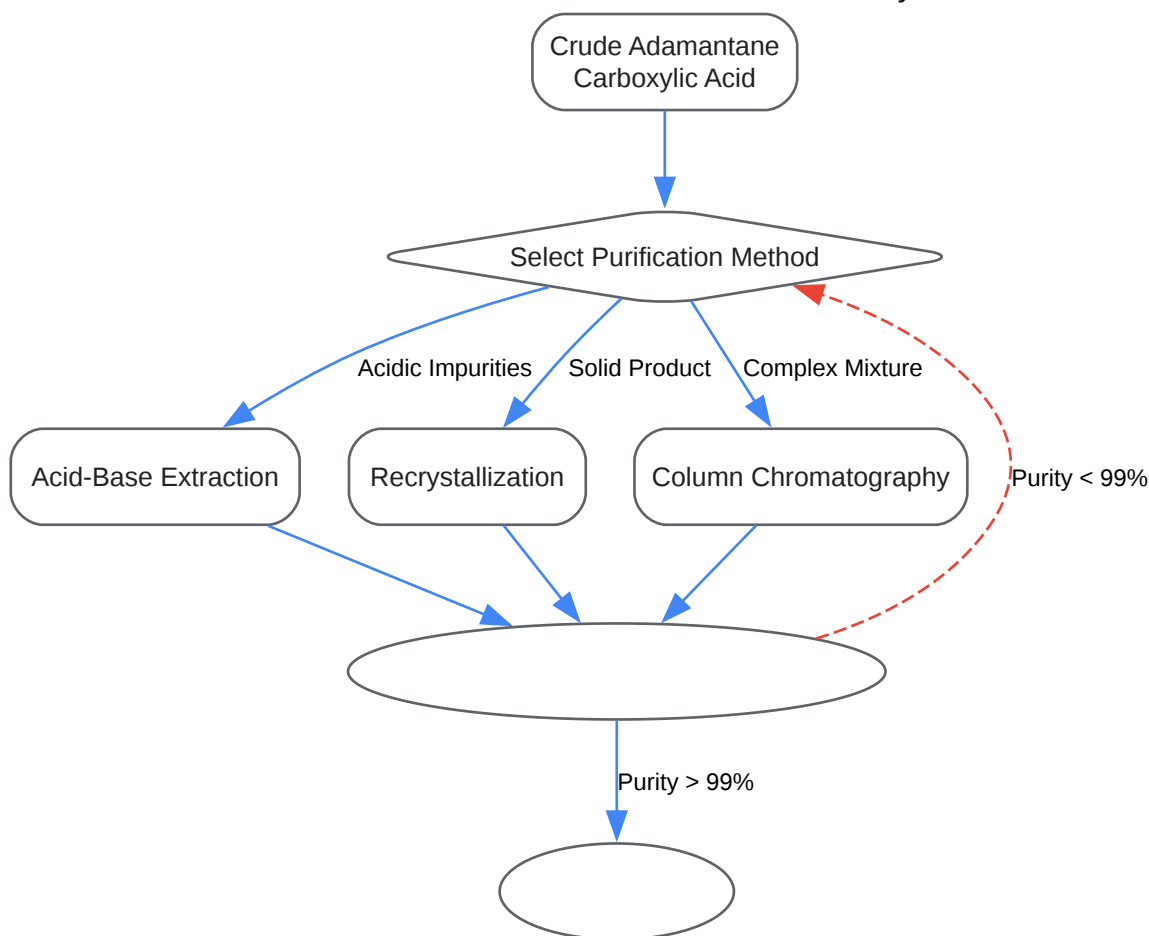 Crude Adamantane
Carboxylic Acid
Select Purification Method
Acidic Impurities
Solid Product
Complex Mixture
Acid-Base Extraction
Recrystallization
Column Chromatography
Purity < 99%
Purity > 99%